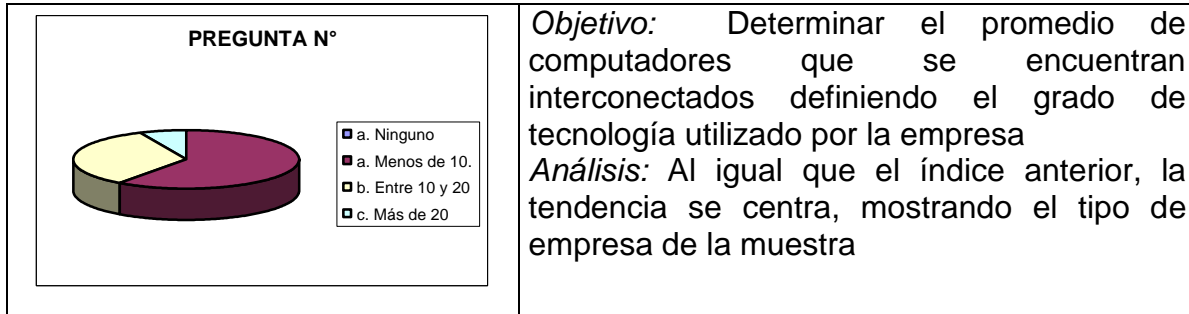 PREGUNTA N°
a. Ninguno
a. Menos de 10.
b. Entre 10 y 20
c. Más de 20
Objetivo: Determinar el promedio de
computadores que se encuentran
interconectados definiendo el grado de
tecnología utilizado por la empresa
Análisis: Al igual que el índice anterior, la
tendencia se centra, mostrando el tipo de
empresa de la muestra